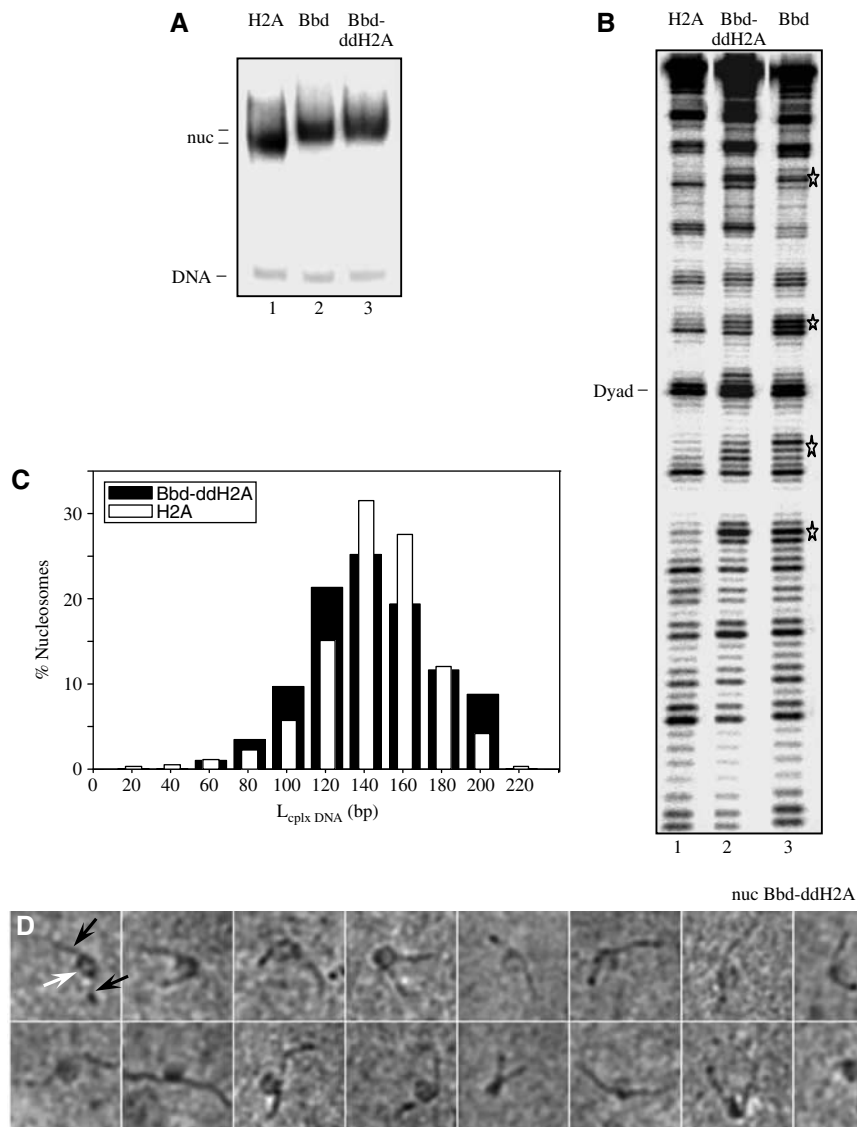 A
H2A Bbd Bbd-ddH2A
nuc
DNA
1 2 3
B
H2A Bbd-ddH2A Bbd
Dyad
1 2 3
C
Bbd-ddH2A
H2A
% Nucleosomes
30
20
10
0
0 20 40 60 80 100 120 140 160 180 200 220
Lcplx DNA (bp)
nuc Bbd-ddH2A
D